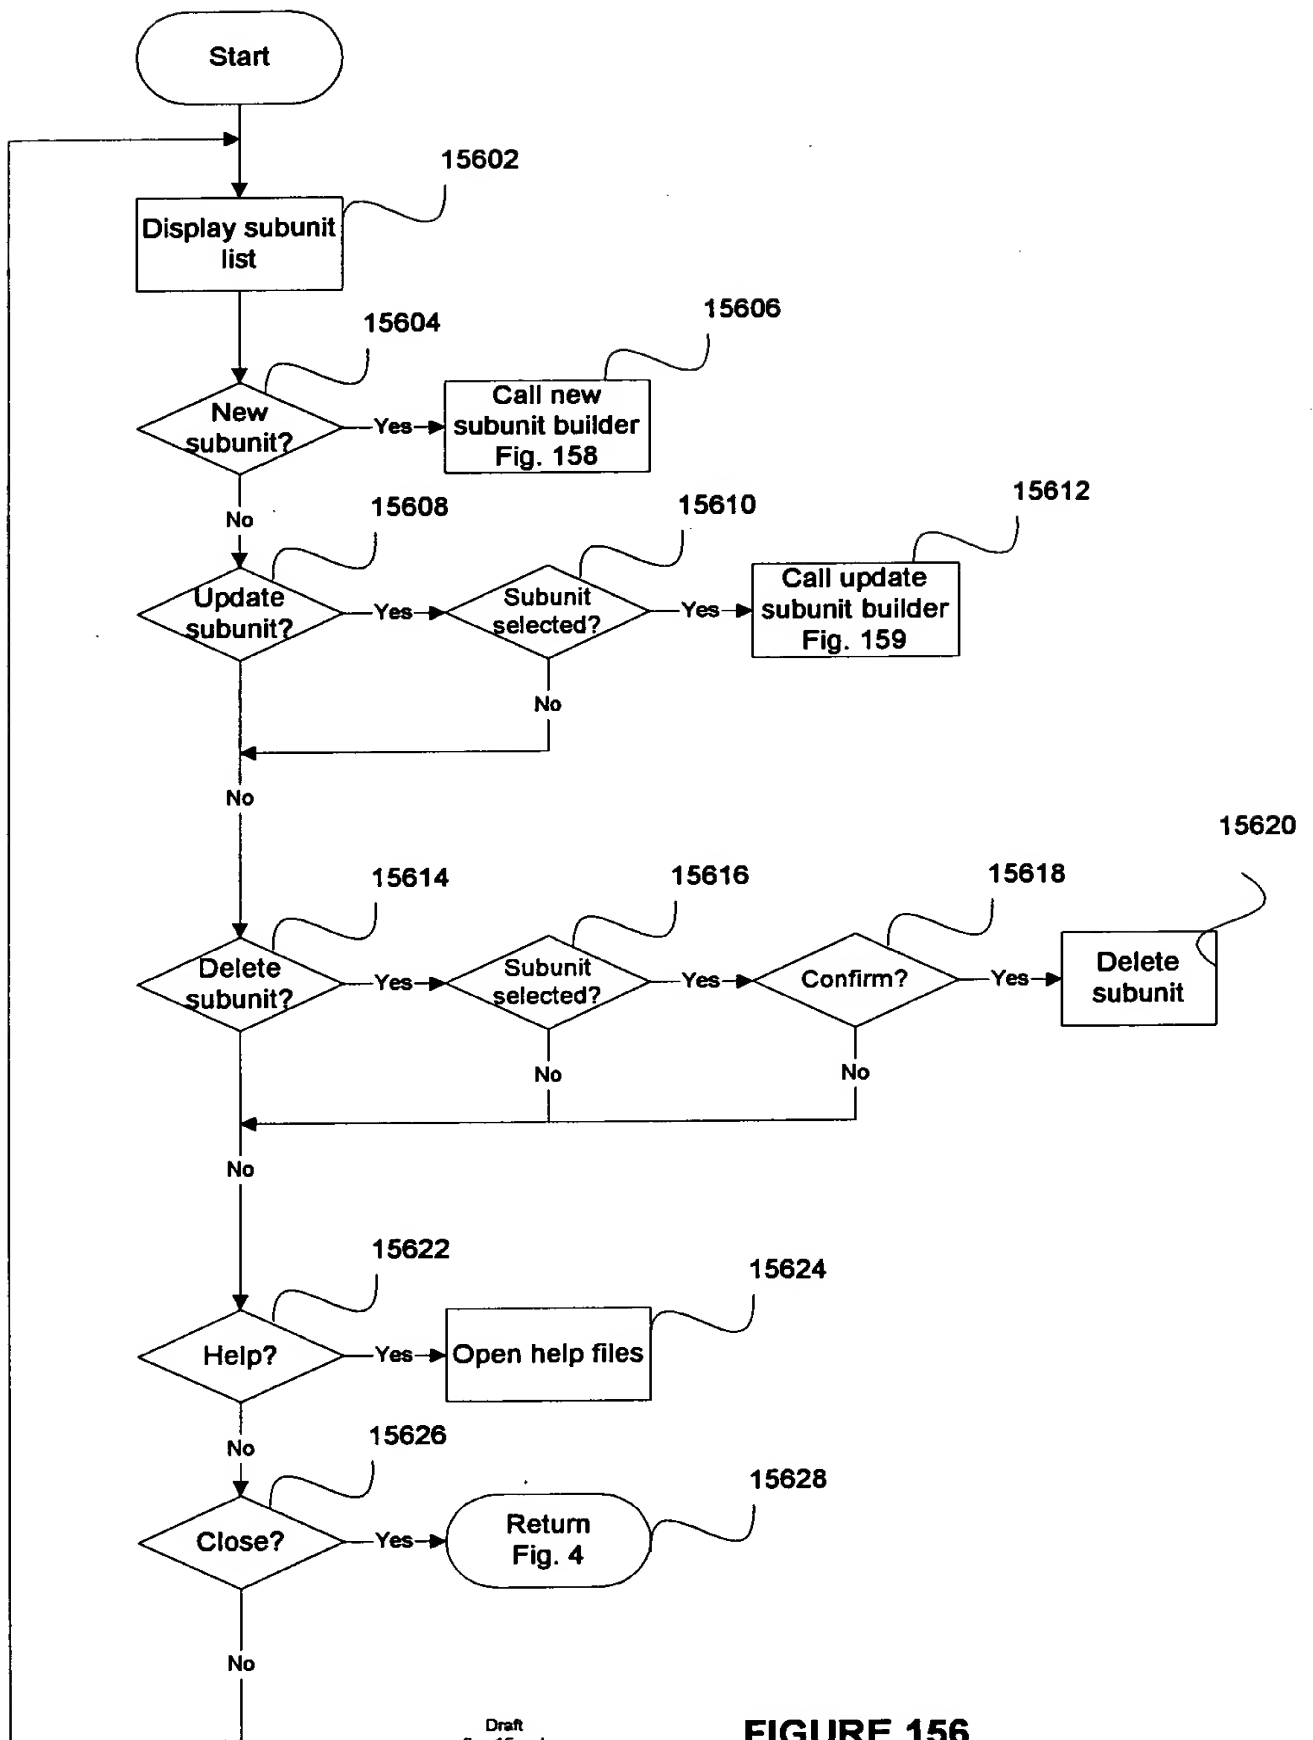 Start
15602
Display subunit
list
15604
15606
New
subunit?
Yes
Call new
subunit builder
Fig. 158
No
15608
15610
15612
Update
subunit?
Yes
Subunit
selected?
Yes
Call update
subunit builder
Fig. 159
No
No
15614
15616
15618
15620
Delete
subunit?
Yes
Subunit
selected?
Yes
Confirm?
Yes
Delete
subunit
No
No
No
15622
15624
Help?
Yes
Open help files
No
15626
15628
Close?
Yes
Return
Fig. 4
No
Draft
FIGURE 156